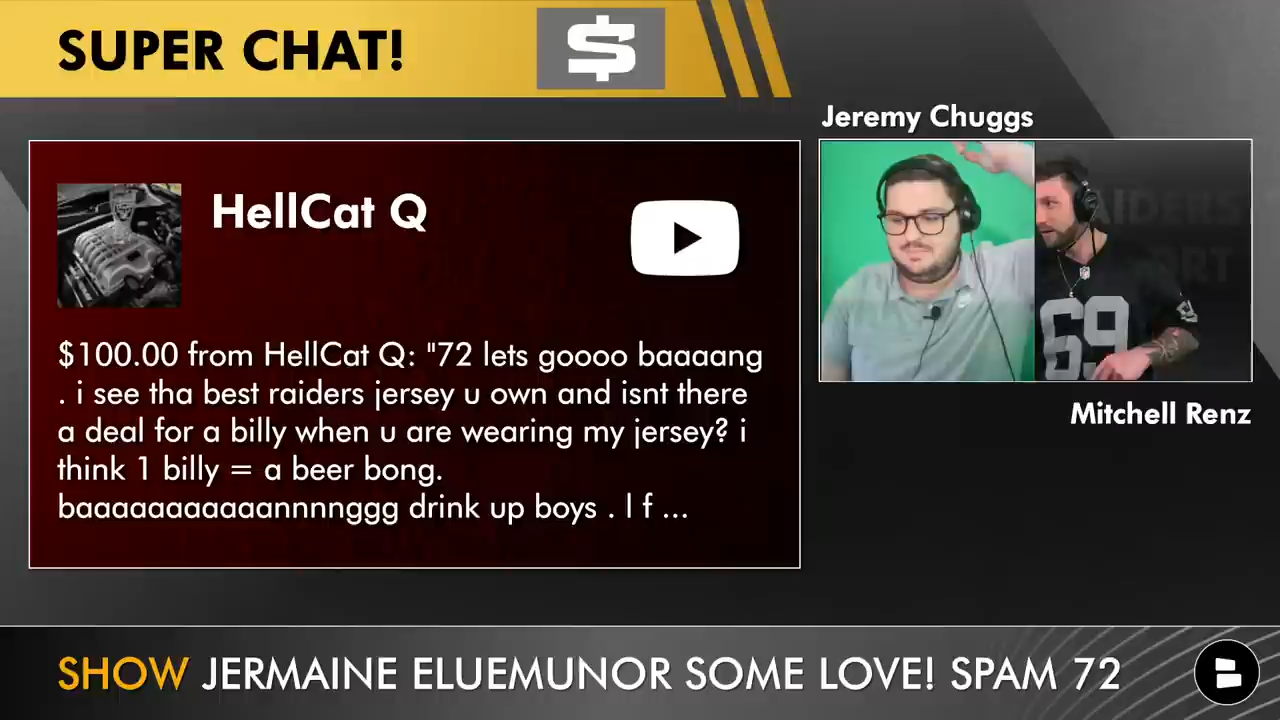 SUPER CHAT!
$
Jeremy Chuggs
HellCat Q
69
$100.00 from HellCat Q: "72 lets goooo baaaang
. i see tha best raiders jersey u own and isnt there
a deal for a billy when u are wearing my jersey? i
think 1 billy = a beer bong.
baaaaaaaaaaannnnggg drink up boys . l f ...
Mitchell Renz
SHOW JERMAINE ELUEMUNOR SOME LOVE! SPAM 72